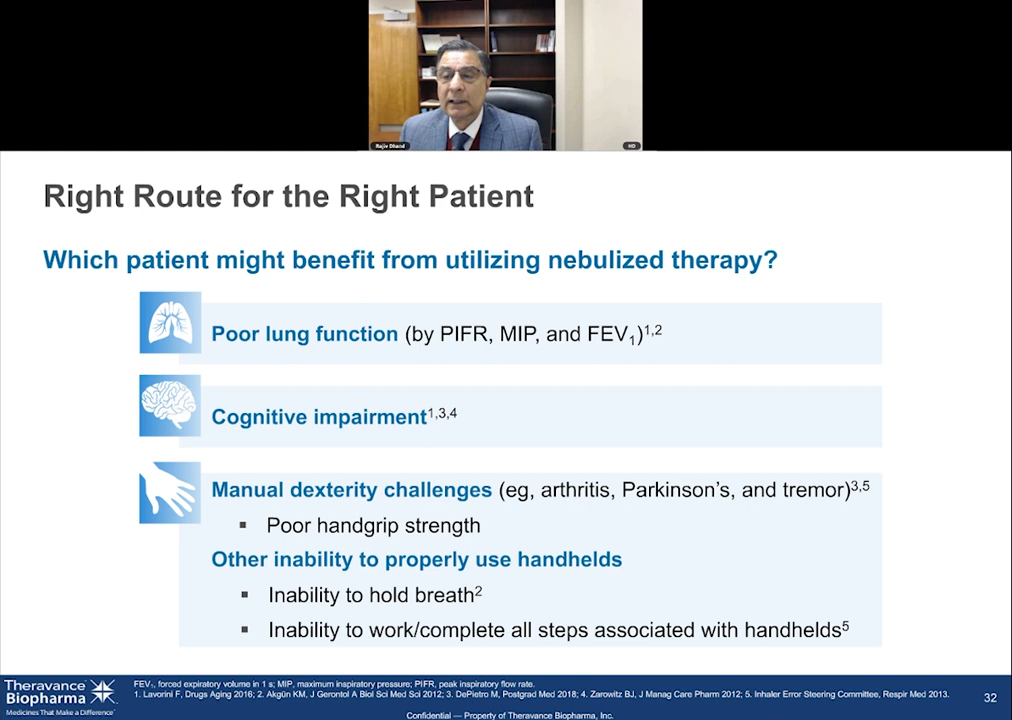 Rajiv Dhand
HD
Right Route for the Right Patient
Which patient might benefit from utilizing nebulized therapy?
Poor lung function (by PIFR, MIP, and FEV₁)¹,²
Cognitive impairment¹,³,⁴
Manual dexterity challenges (eg, arthritis, Parkinson's, and tremor)³,⁵
▪ Poor handgrip strength
Other inability to properly use handhelds
▪ Inability to hold breath²
▪ Inability to work/complete all steps associated with handhelds⁵
Theravance
Biopharma
Medicines That Make a Difference
FEV₁, forced expiratory volume in 1 s; MIP, maximum inspiratory pressure; PIFR, peak inspiratory flow rate.
1. Lavorini F, Drugs Aging 2016; 2. Akgün KM, J Gerontol A Biol Sci Med Sci 2012; 3. DePietro M, Postgrad Med 2018; 4. Zarowitz BJ, J Manag Care Pharm 2012; 5. Inhaler Error Steering Committee, Respir Med 2013.
Confidential — Property of Theravance Biopharma, Inc.
32